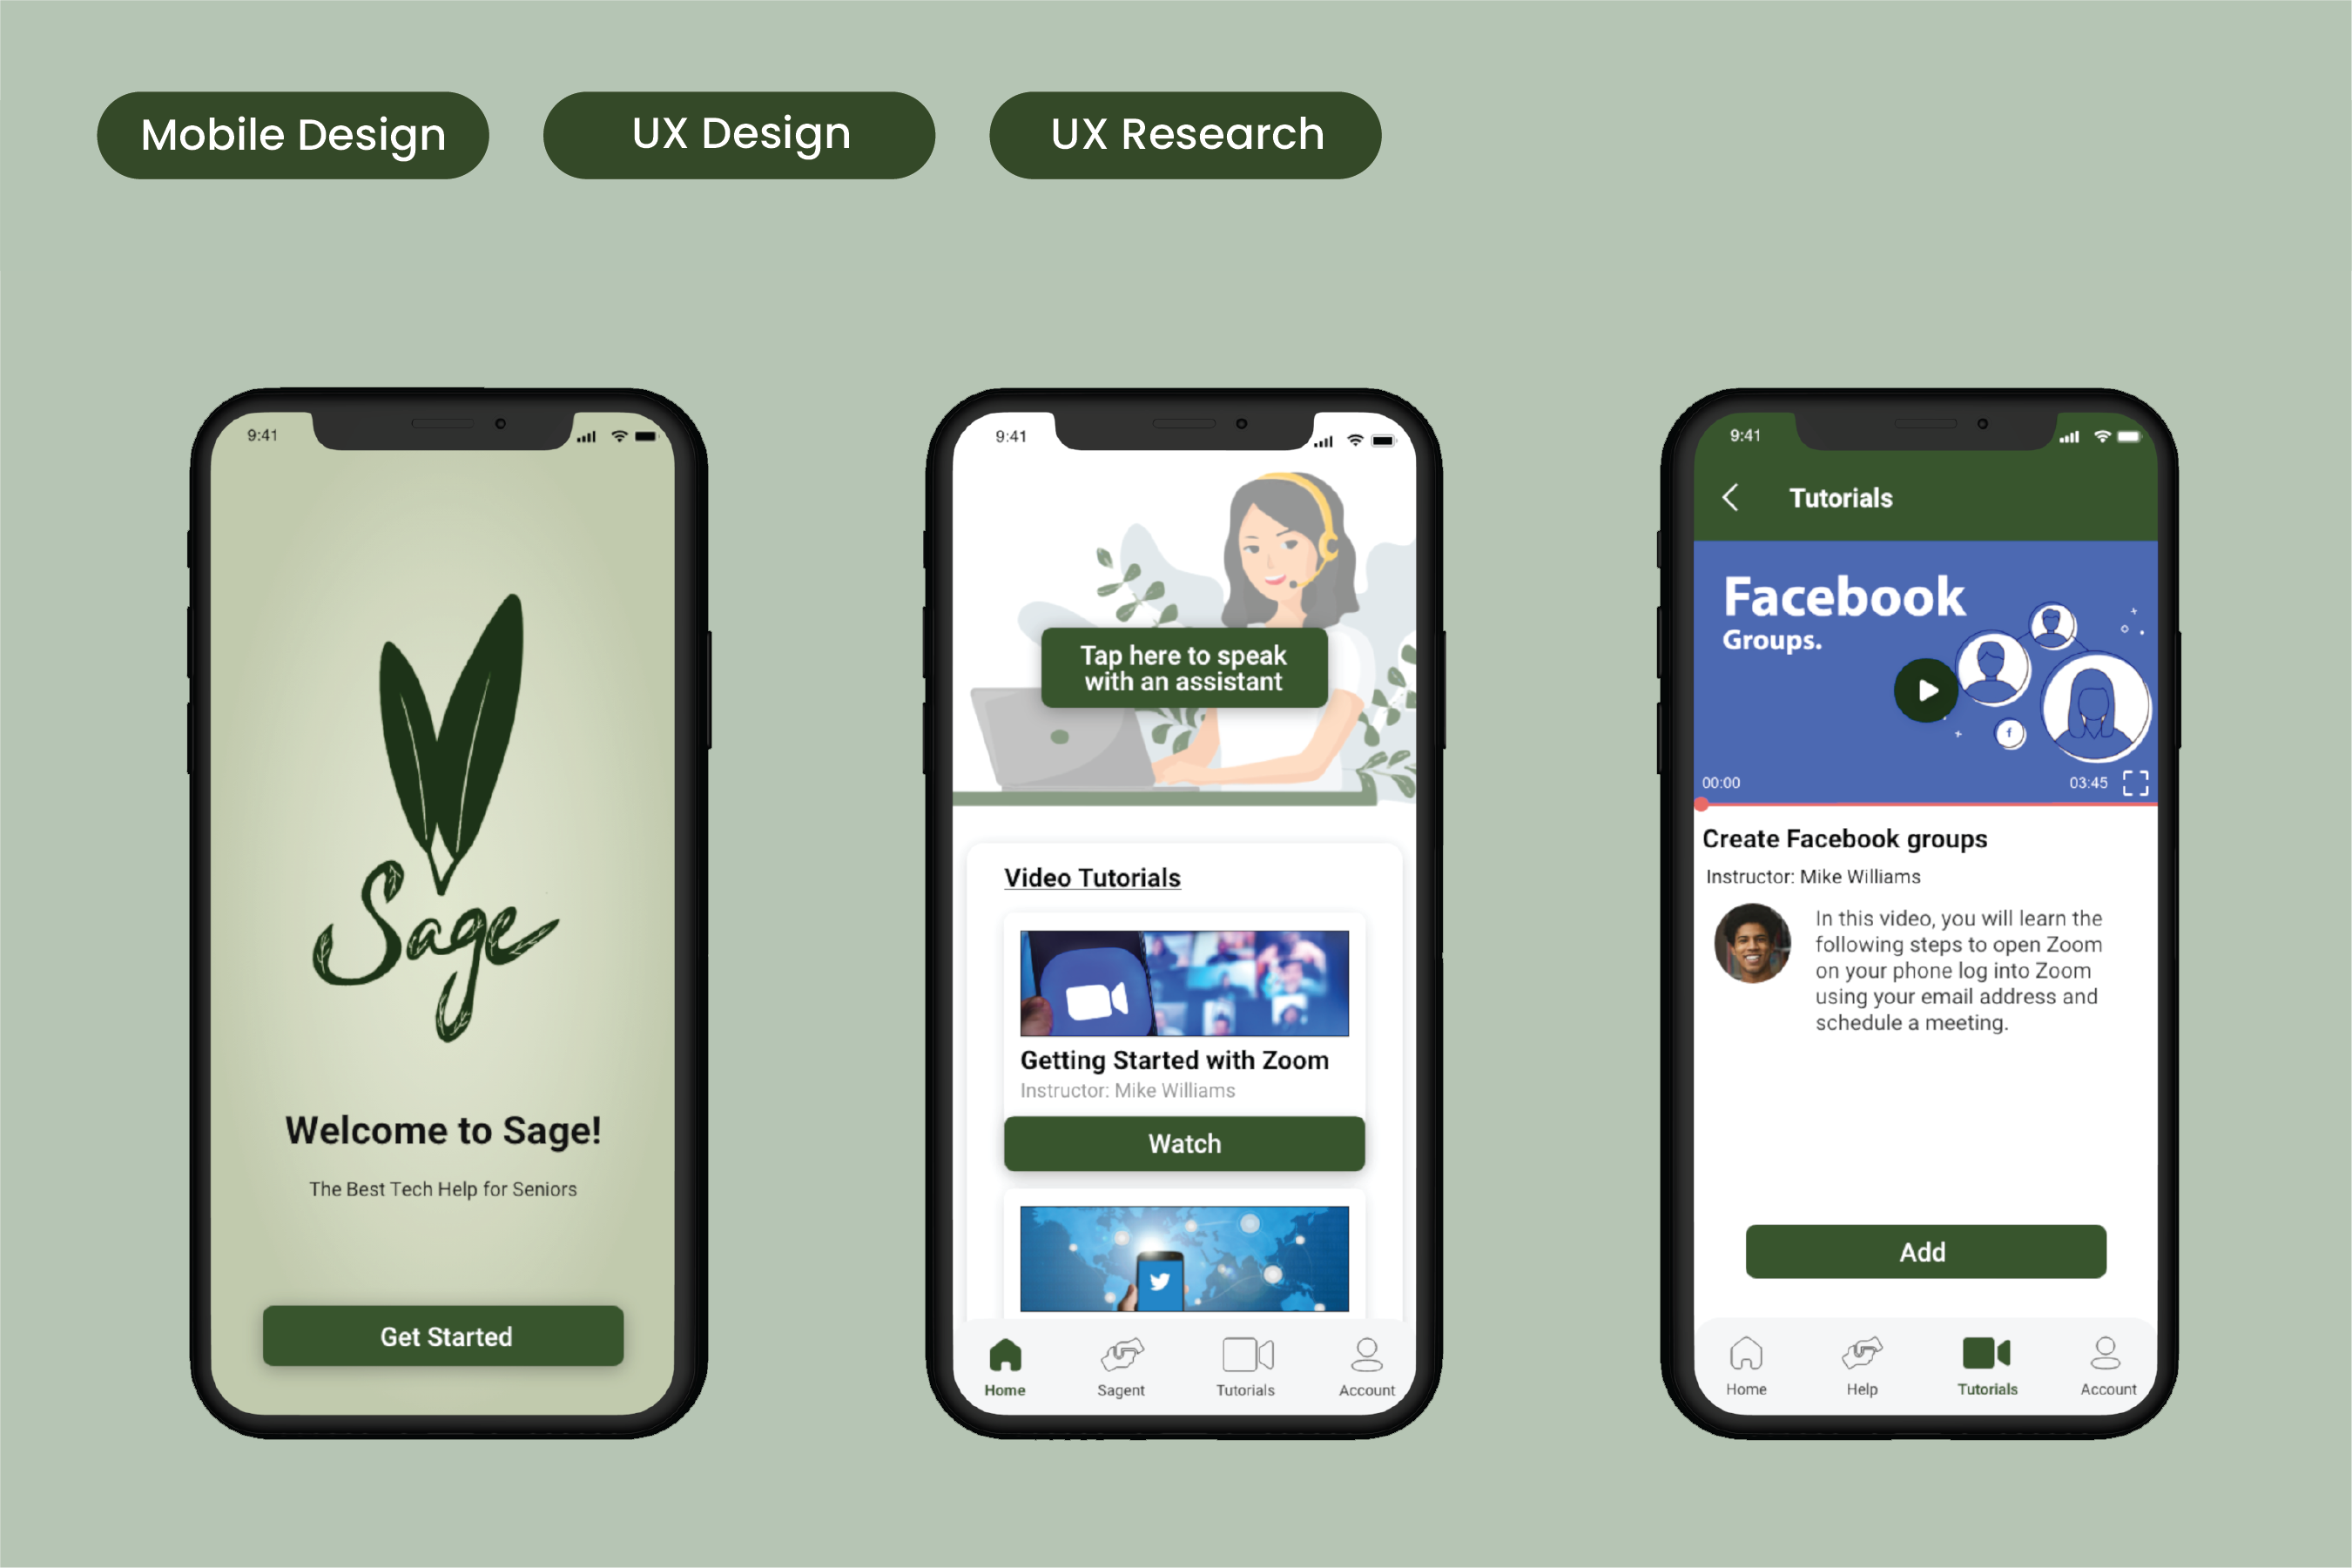 Mobile Design
UX Design
UX Research
9:41
Sage
Welcome to Sage!
The Best Tech Help for Seniors
Get Started
9:41
Tap here to speak
with an assistant
Video Tutorials
Getting Started with Zoom
Instructor: Mike Williams
Watch
Home
Sagent
Tutorials
Account
9:41
Tutorials
Facebook
Groups.
f
00:00
03:45
Create Facebook groups
Instructor: Mike Williams
In this video, you will learn the
following steps to open Zoom
on your phone log into Zoom
using your email address and
schedule a meeting.
Add
Home
Help
Tutorials
Account